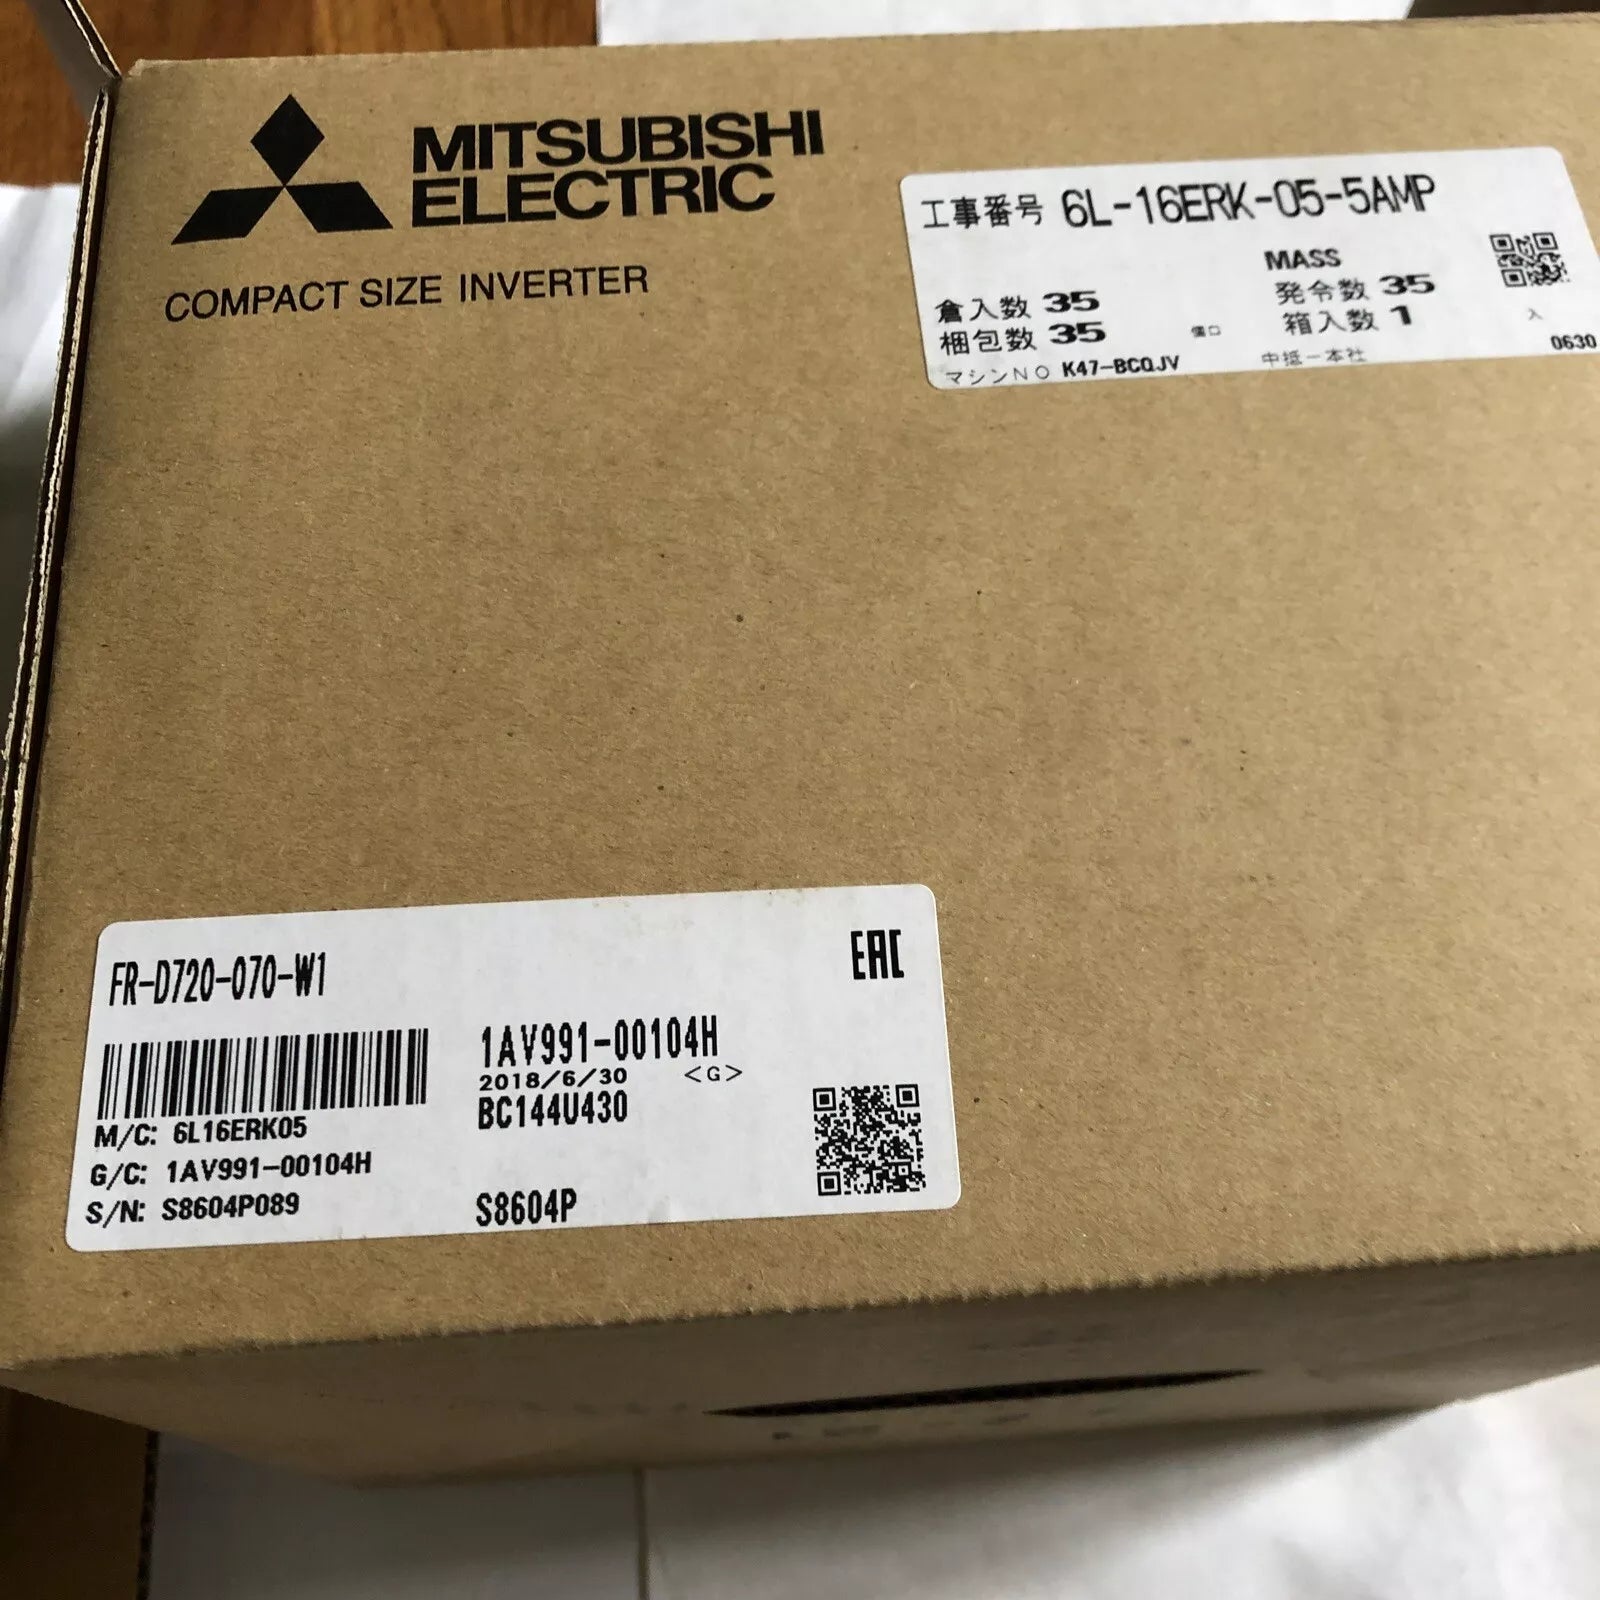 MITSUBISHI
ELECTRIC
COMPACT SIZE INVERTER
工事番号 6L-16ERK-05-5AMP
MASS
倉入数 35 発令数 35
梱包数 35 箱入数 1 入
マシンNO K47-BCQJV 中抵一本社 0630
FR-D720-070-W1
EAC
1AV991-00104H
2018/6/30 <G>
BC144U430
M/C: 6L16ERK05
G/C: 1AV991-00104H
S/N: S8604P089
S8604P